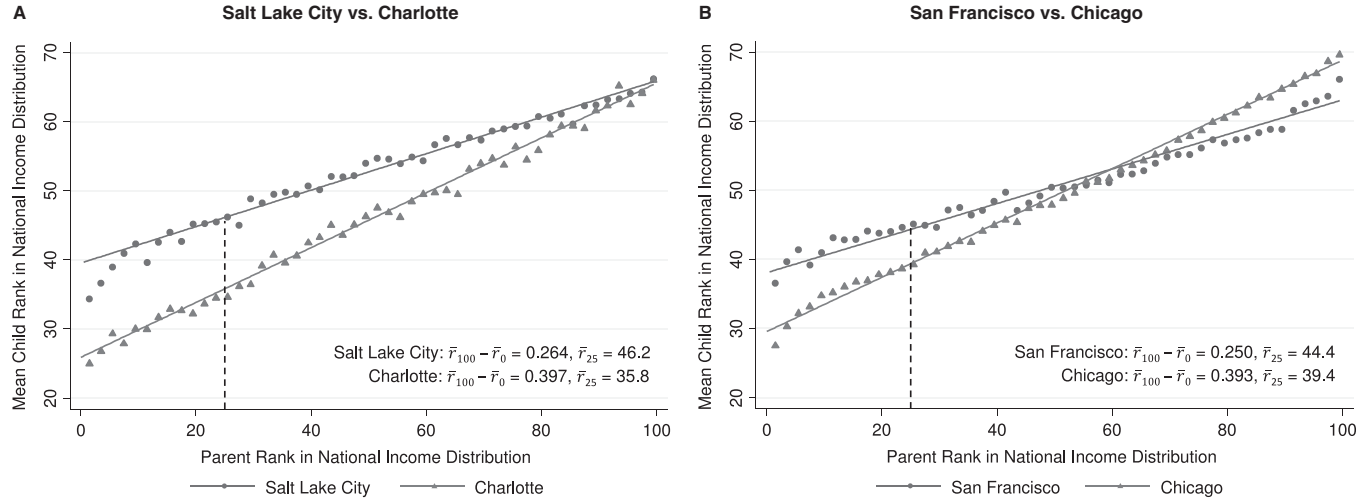 A
Salt Lake City vs. Charlotte
Mean Child Rank in National Income Distribution
70
60
50
40
30
20
Salt Lake City: r̄₁₀₀ – r̄₀ = 0.264, r̄₂₅ = 46.2
Charlotte: r̄₁₀₀ – r̄₀ = 0.397, r̄₂₅ = 35.8
0 20 40 60 80 100
Parent Rank in National Income Distribution
Salt Lake City Charlotte
B
San Francisco vs. Chicago
Mean Child Rank in National Income Distribution
70
60
50
40
30
20
San Francisco: r̄₁₀₀ – r̄₀ = 0.250, r̄₂₅ = 44.4
Chicago: r̄₁₀₀ – r̄₀ = 0.393, r̄₂₅ = 39.4
0 20 40 60 80 100
Parent Rank in National Income Distribution
San Francisco Chicago